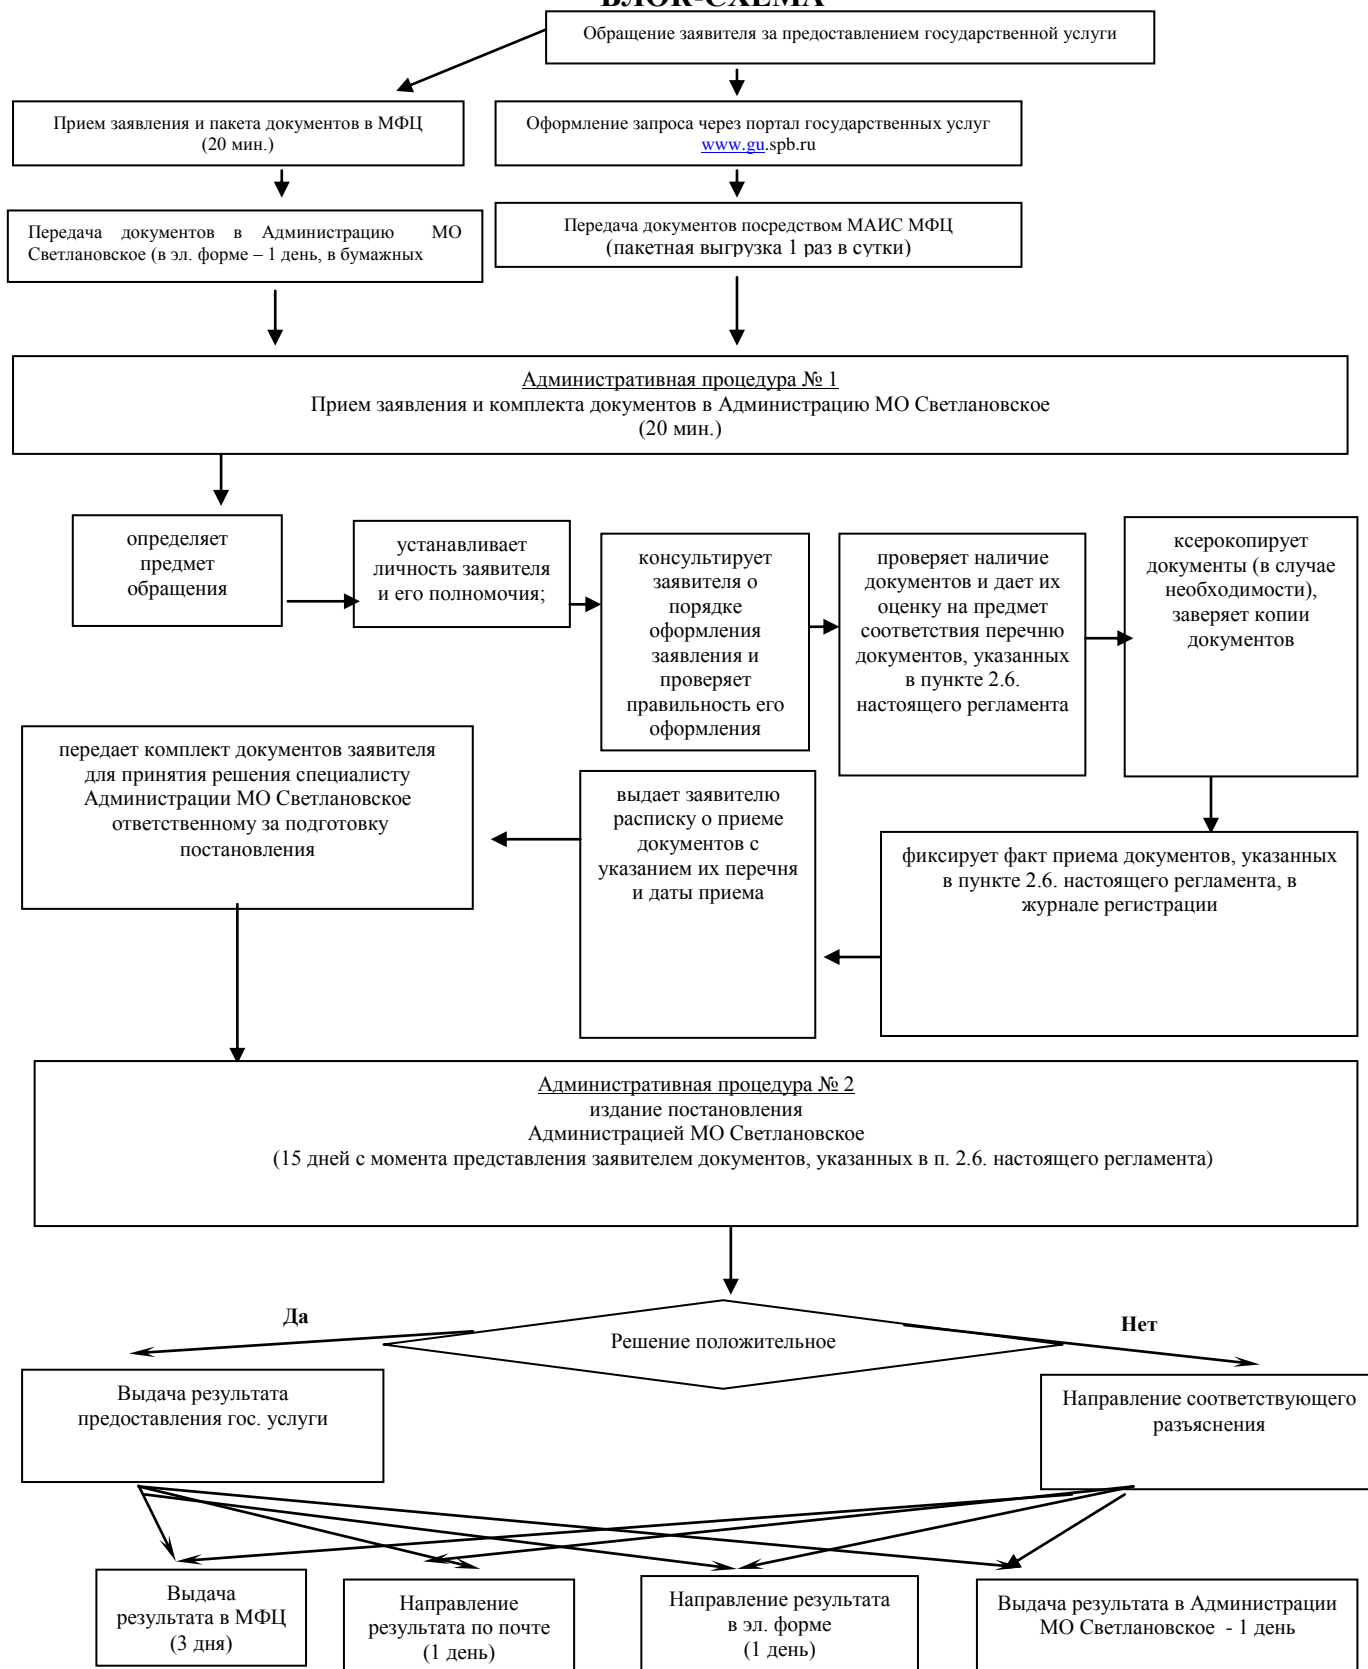 БЛОК-СХЕМА
Обращение заявителя за предоставлением государственной услуги
Прием заявления и пакета документов в МФЦ
(20 мин.)
Оформление запроса через портал государственных услуг
www.gu.spb.ru
Передача документов в Администрацию МО
Светлановское (в эл. форме – 1 день, в бумажных
Передача документов посредством МАИС МФЦ
(пакетная выгрузка 1 раз в сутки)
Административная процедура № 1
Прием заявления и комплекта документов в Администрацию МО Светлановское
(20 мин.)
определяет
предмет
обращения
устанавливает
личность заявителя
и его полномочия;
консультирует
заявителя о
порядке
оформления
заявления и
проверяет
правильность его
оформления
проверяет наличие
документов и дает их
оценку на предмет
соответствия перечню
документов, указанных
в пункте 2.6.
настоящего регламента
ксерокопирует
документы (в случае
необходимости),
заверяет копии
документов
передает комплект документов заявителя
для принятия решения специалисту
Администрации МО Светлановское
ответственному за подготовку
постановления
выдает заявителю
расписку о приеме
документов с
указанием их перечня
и даты приема
фиксирует факт приема документов, указанных
в пункте 2.6. настоящего регламента, в
журнале регистрации
Административная процедура № 2
издание постановления
Администрацией МО Светлановское
(15 дней с момента представления заявителем документов, указанных в п. 2.6. настоящего регламента)
Да
Решение положительное
Нет
Выдача результата
предоставления гос. услуги
Направление соответствующего
разъяснения
Выдача
результата в МФЦ
(3 дня)
Направление
результата по почте
(1 день)
Направление результата
в эл. форме
(1 день)
Выдача результата в Администрации
МО Светлановское - 1 день